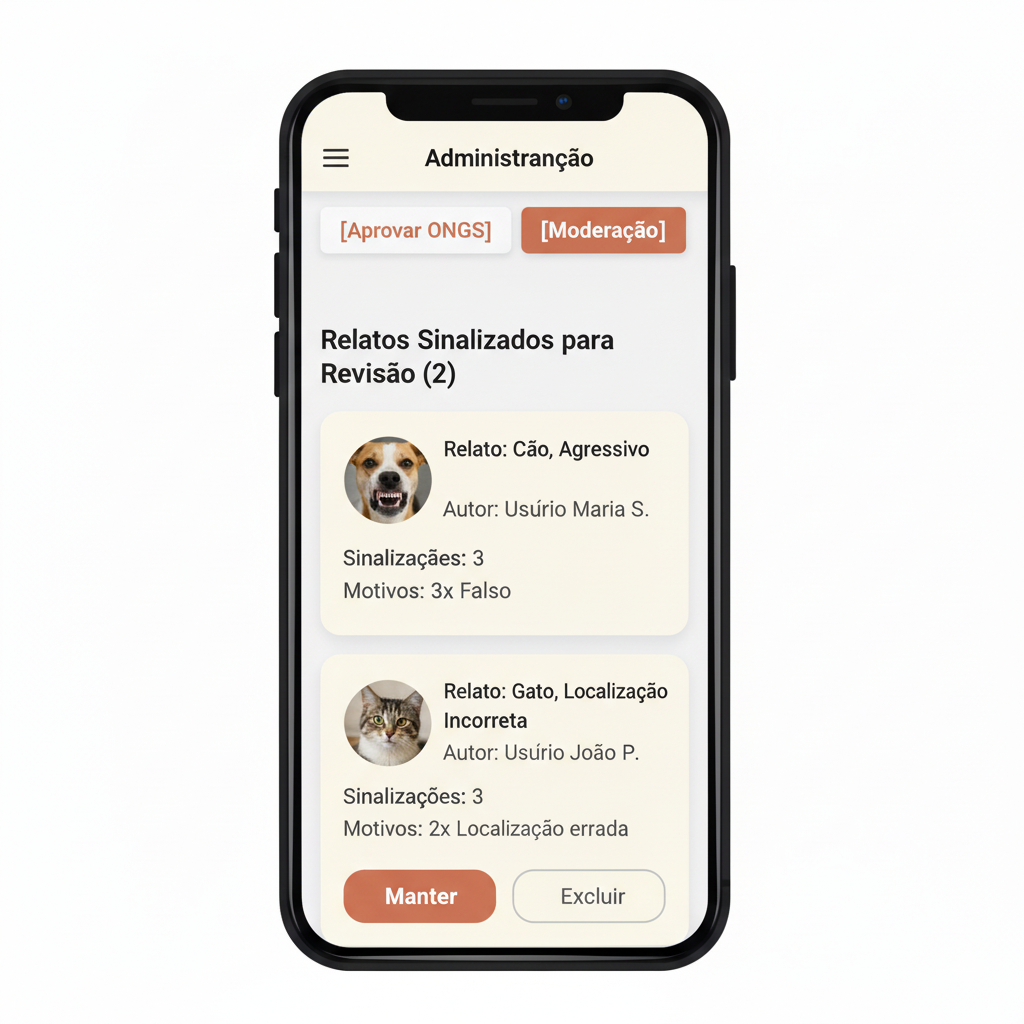 Administranção
[Aprovar ONGS] [Moderação]
Relatos Sinalizados para
Revisão (2)
Relato: Cão, Agressivo
Autor: Usúrio Maria S.
Sinalizaçães: 3
Motivos: 3x Falso
Relato: Gato, Localização
Incorreta
Autor: Usúrio João P.
Sinalizações: 3
Motivos: 2x Localização errada
Manter Excluir